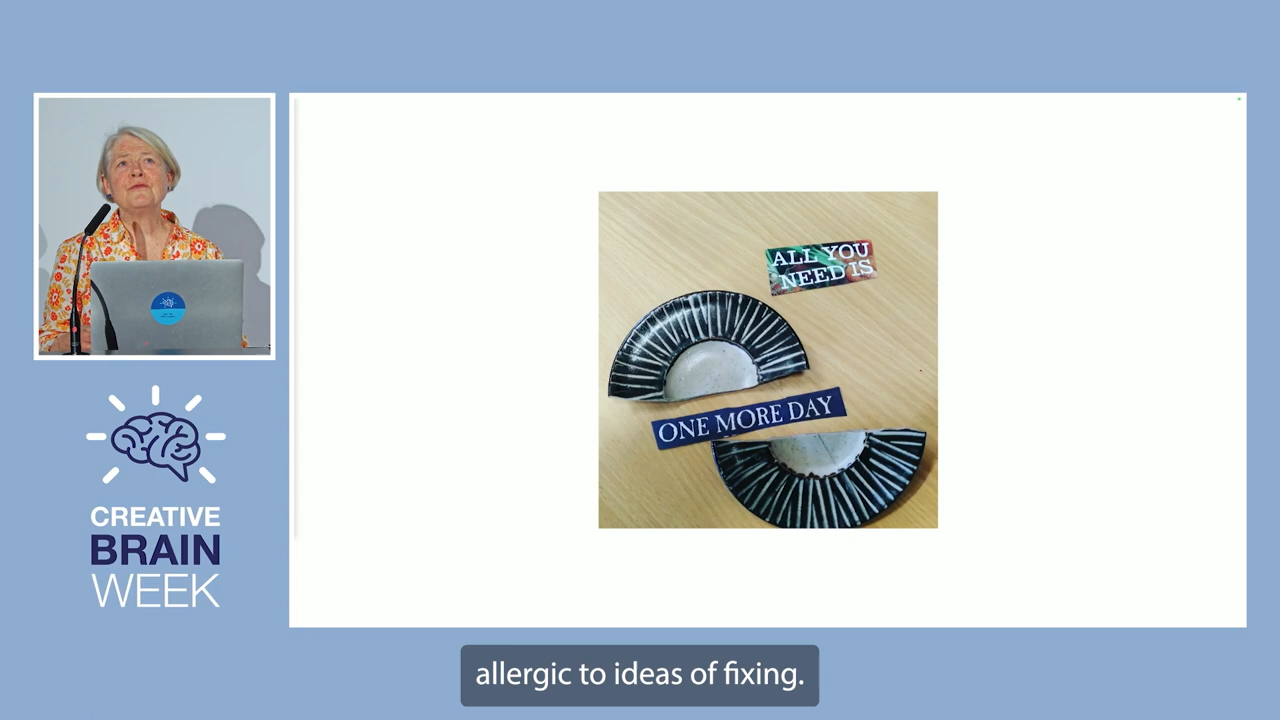 ALL YOU
NEED IS
ONE MORE DAY
CREATIVE
BRAIN
WEEK
allergic to ideas of fixing.